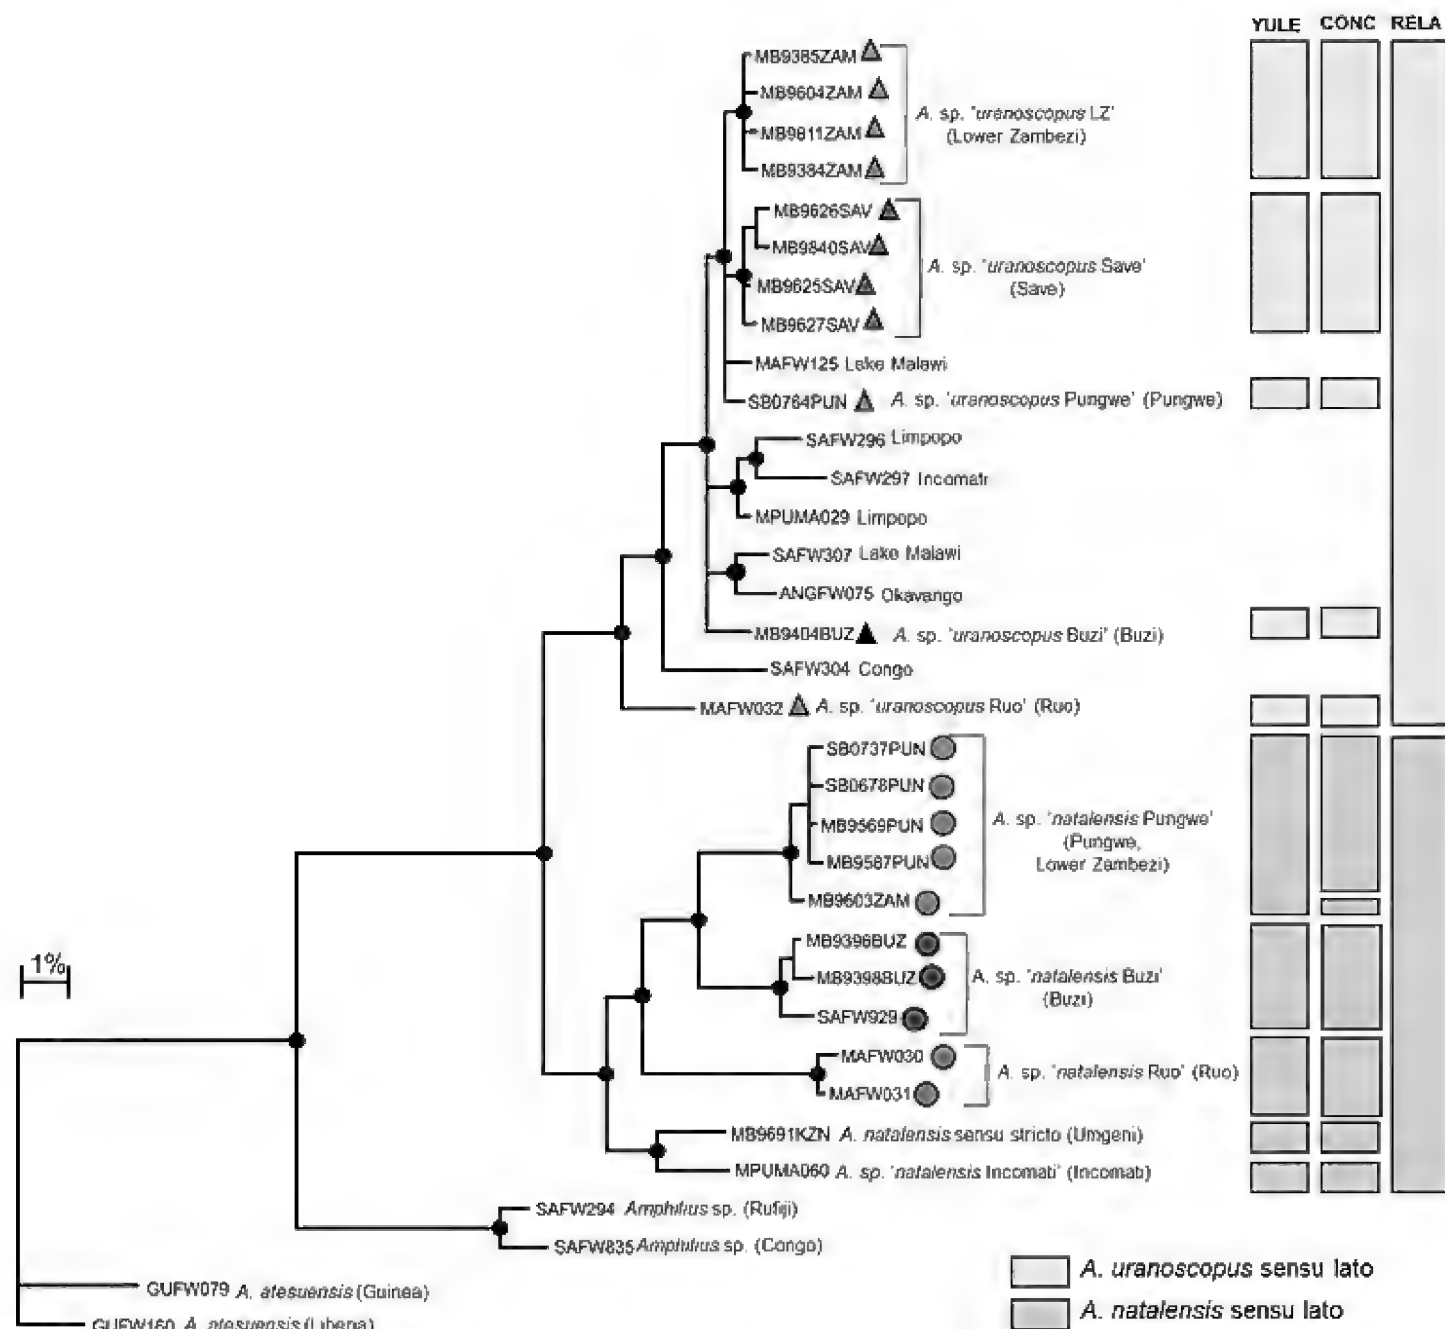 YULE CONC RELA
MB9385ZAM
MB9604ZAM
A. sp. 'uranoscopus LZ'
(Lower Zambezi)
MB9811ZAM
MB9384ZAM
MB9626SAV
MB9840SAV
A. sp. 'uranoscopus Save'
(Save)
MB9625SAV
MB9627SAV
MAFW125 Lake Malawi
SB0764PUN A. sp. 'uranoscopus Pungwe' (Pungwe)
SAFW296 Limpopo
SAFW297 Incomati
MPUMA029 Limpopo
SAFW307 Lake Malawi
ANGFW075 Okavango
MB9404BUZ A. sp. 'uranoscopus Buzi' (Buzi)
SAFW304 Congo
MAFW032 A. sp. 'uranoscopus Ruo' (Ruo)
SB0737PUN
SB0678PUN
MB9569PUN
A. sp. 'natalensis Pungwe'
(Pungwe,
Lower Zambezi)
MB9587PUN
MB9603ZAM
MB9396BUZ
MB9398BUZ
A. sp. 'natalensis Buzi'
(Buzi)
SAFW929
MAFW030
A. sp. 'natalensis Ruo' (Ruo)
MAFW031
MB9691KZN A. natalensis sensu stricto (Umgeni)
MPUMA060 A. sp. 'natalensis Incomati' (Incomati)
1%
SAFW294 Amphilius sp. (Rufiji)
SAFW835 Amphilius sp. (Congo)
GUFW079 A. atesuensis (Guinea)
GUFW160 A. atesuensis (Liberia)
A. uranoscopus sensu lato
A. natalensis sensu lato